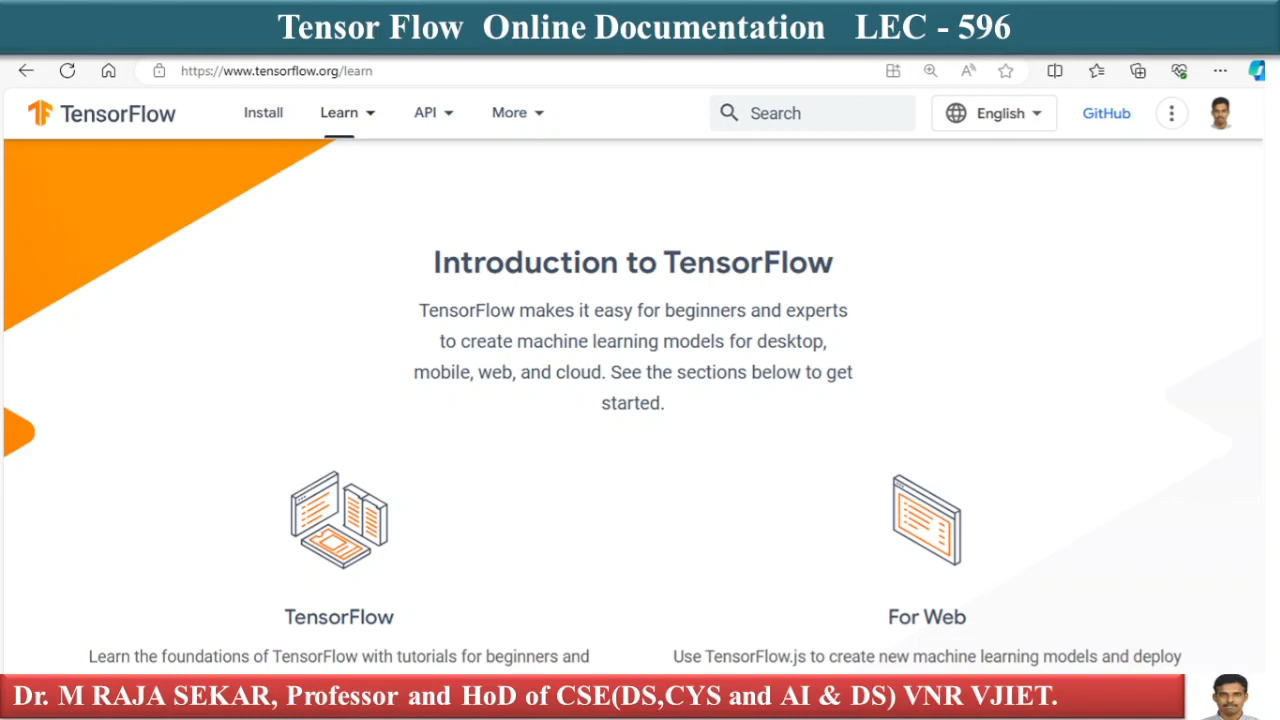 Tensor Flow Online Documentation LEC - 596
https://www.tensorflow.org/learn
TensorFlow Install Learn API More Search English GitHub
Introduction to TensorFlow
TensorFlow makes it easy for beginners and experts
to create machine learning models for desktop,
mobile, web, and cloud. See the sections below to get
started.
TensorFlow For Web
Learn the foundations of TensorFlow with tutorials for beginners and Use TensorFlow.js to create new machine learning models and deploy
Dr. M RAJA SEKAR, Professor and HoD of CSE(DS,CYS and AI & DS) VNR VJIET.